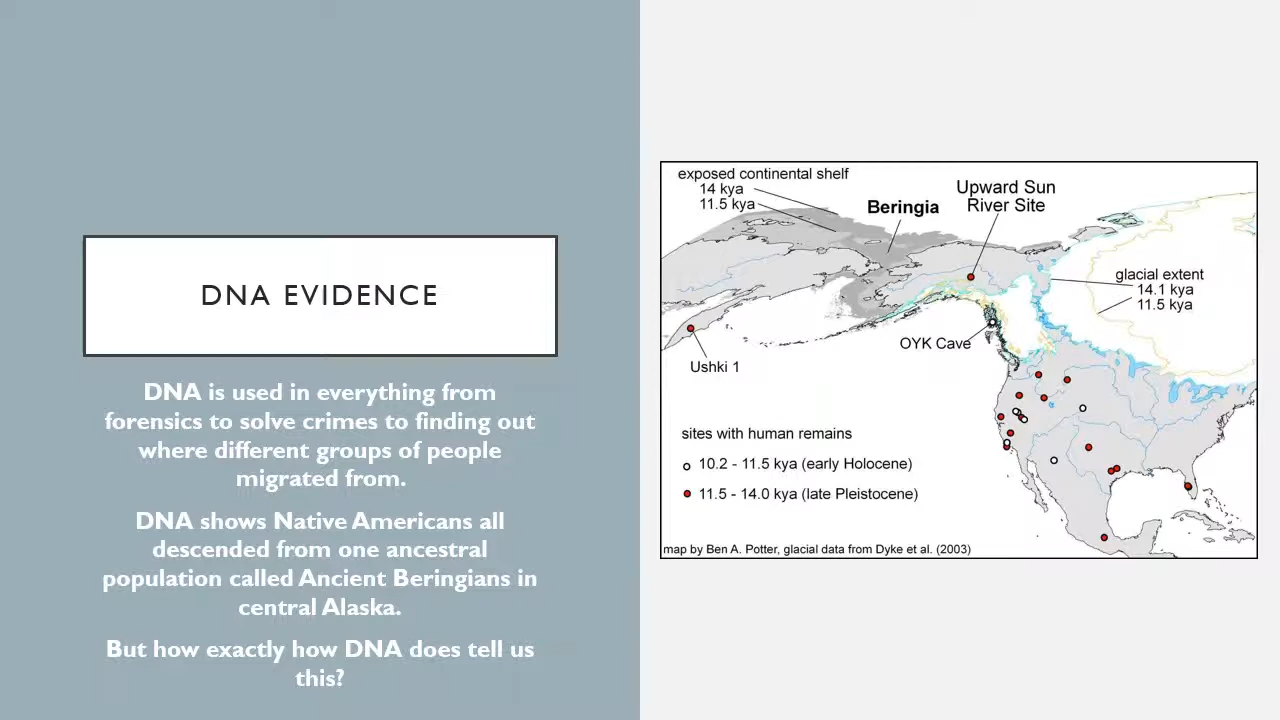 DNA EVIDENCE
DNA is used in everything from
forensics to solve crimes to finding out
where different groups of people
migrated from.
DNA shows Native Americans all
descended from one ancestral
population called Ancient Beringians in
central Alaska.
But how exactly how DNA does tell us
this?
exposed continental shelf
14 kya
11.5 kya
Beringia
Upward Sun
River Site
glacial extent
14.1 kya
11.5 kya
OYK Cave
Ushki 1
sites with human remains
10.2 - 11.5 kya (early Holocene)
11.5 - 14.0 kya (late Pleistocene)
map by Ben A. Potter, glacial data from Dyke et al. (2003)